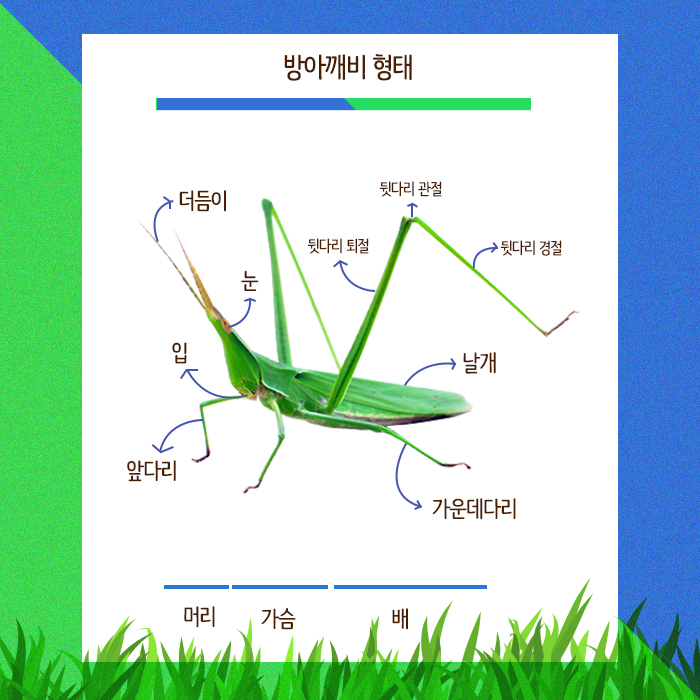 방아깨비 형태
더듬이
뒷다리 관절
뒷다리 퇴절
뒷다리 경절
눈
입
날개
앞다리
가운데다리
머리
가슴
배